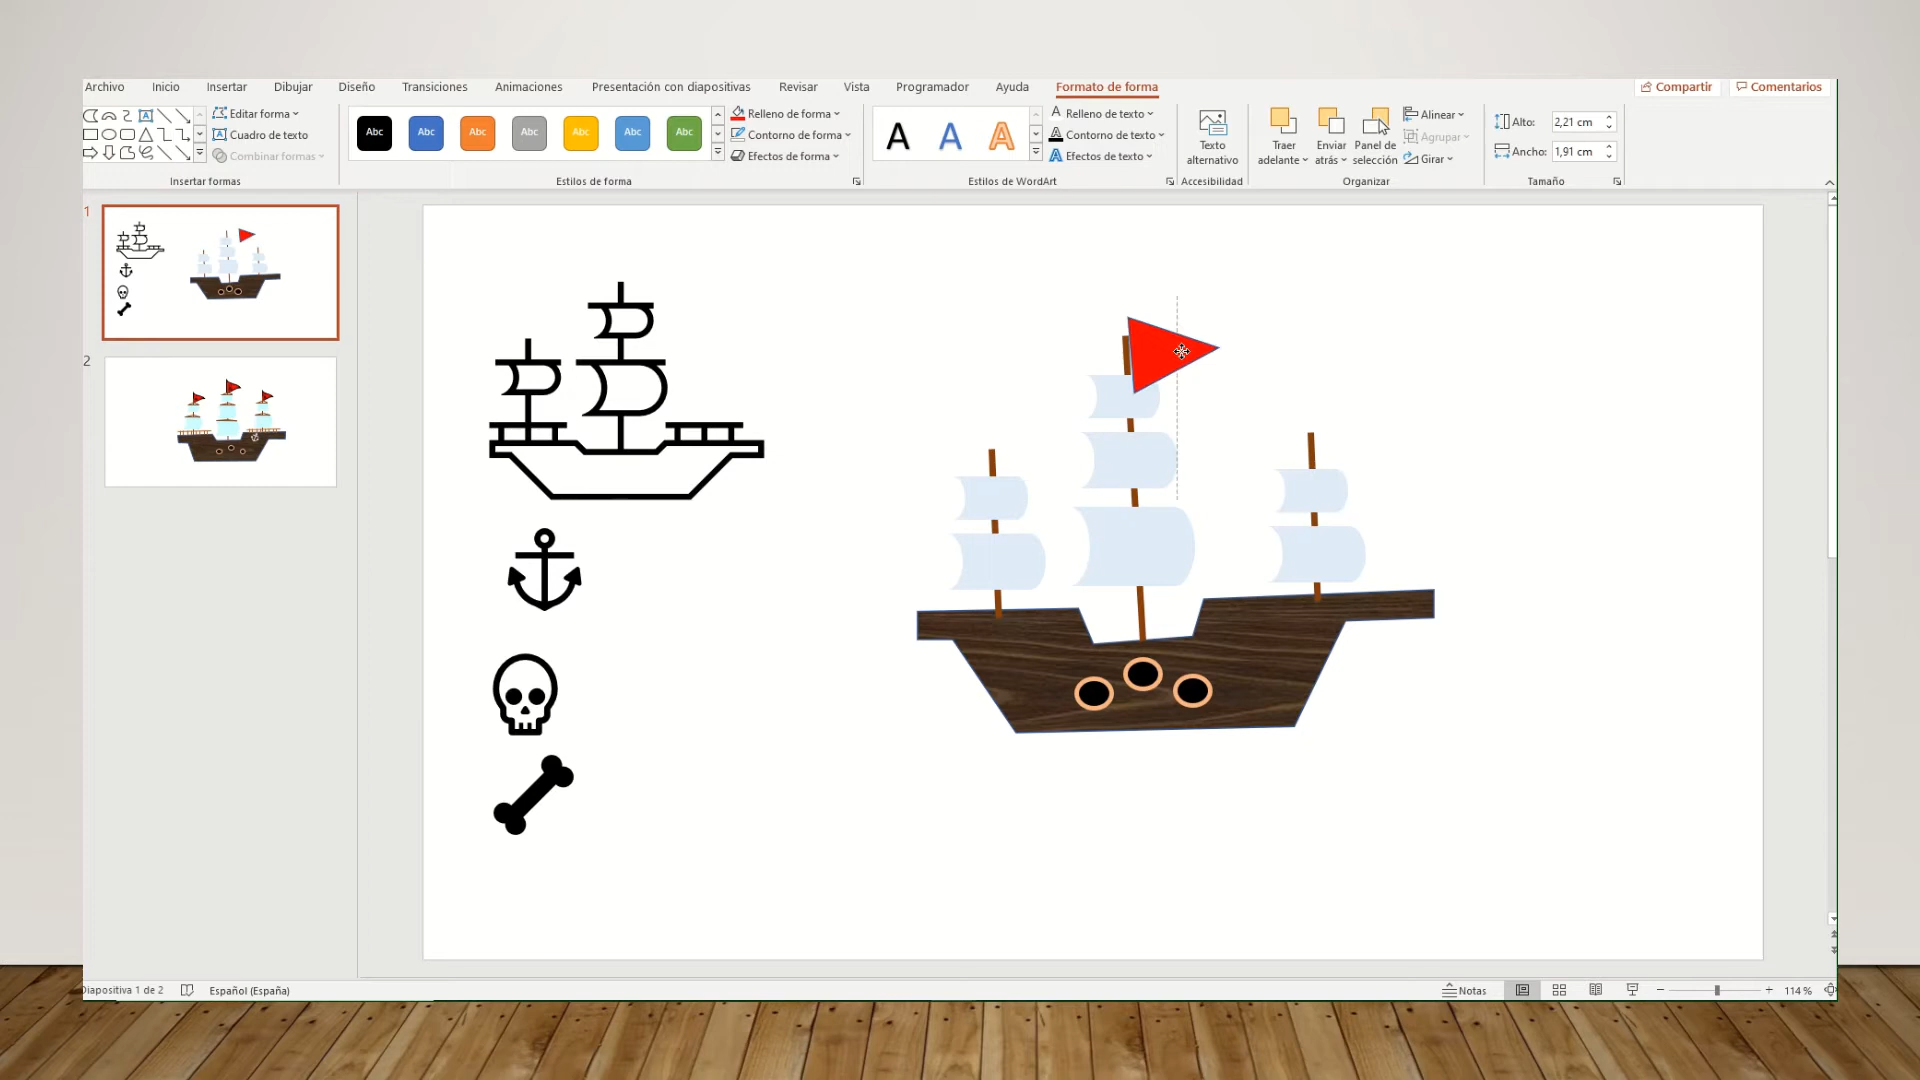 Archivo Inicio Insertar Dibujar Diseño Transiciones Animaciones Presentación con diapositivas Revisar Vista Programador Ayuda Formato de forma Compartir Comentarios
Editar forma
Cuadro de texto
Combinar formas
Insertar formas
Abc Abc Abc Abc Abc Abc Abc
Relleno de forma
Contorno de forma
Efectos de forma
Estilos de forma
A A A
Relleno de texto
Contorno de texto
Efectos de texto
Estilos de WordArt
Texto
alternativo
Accesibilidad
Traer
adelante
Enviar
atrás
Panel de
selección
Alinear
Agrupar
Girar
Organizar
Alto: 2,21 cm
Ancho: 1,91 cm
Tamaño
1
2
Diapositiva 1 de 2 Español (España) Notas 114 %